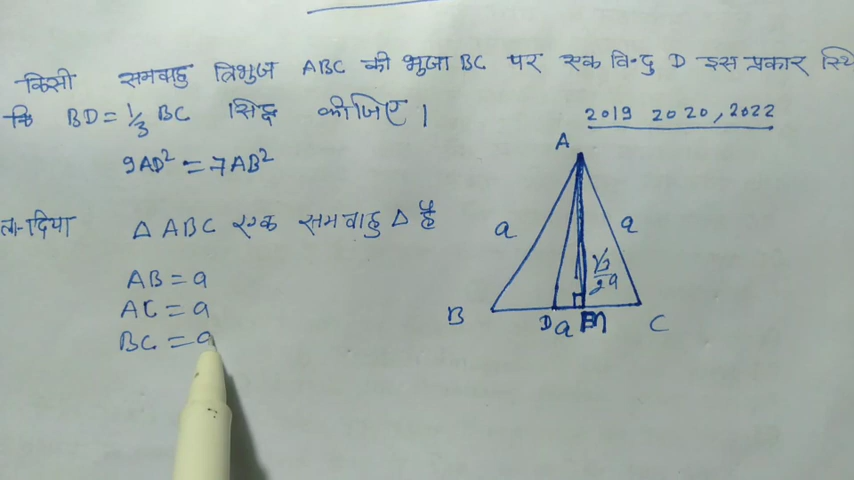 किसी समबाहु त्रिभुज ABC की भुजा BC पर एक विन्दु D इस प्रकार स्थि
कि BD = 1/3 BC सिद्ध कीजिए।
2019 2020, 2022
9AD² = 7AB²
A
दिया △ ABC एक समबाहु △ है
a a
AB = a
AC = a
BC = a
B D a C